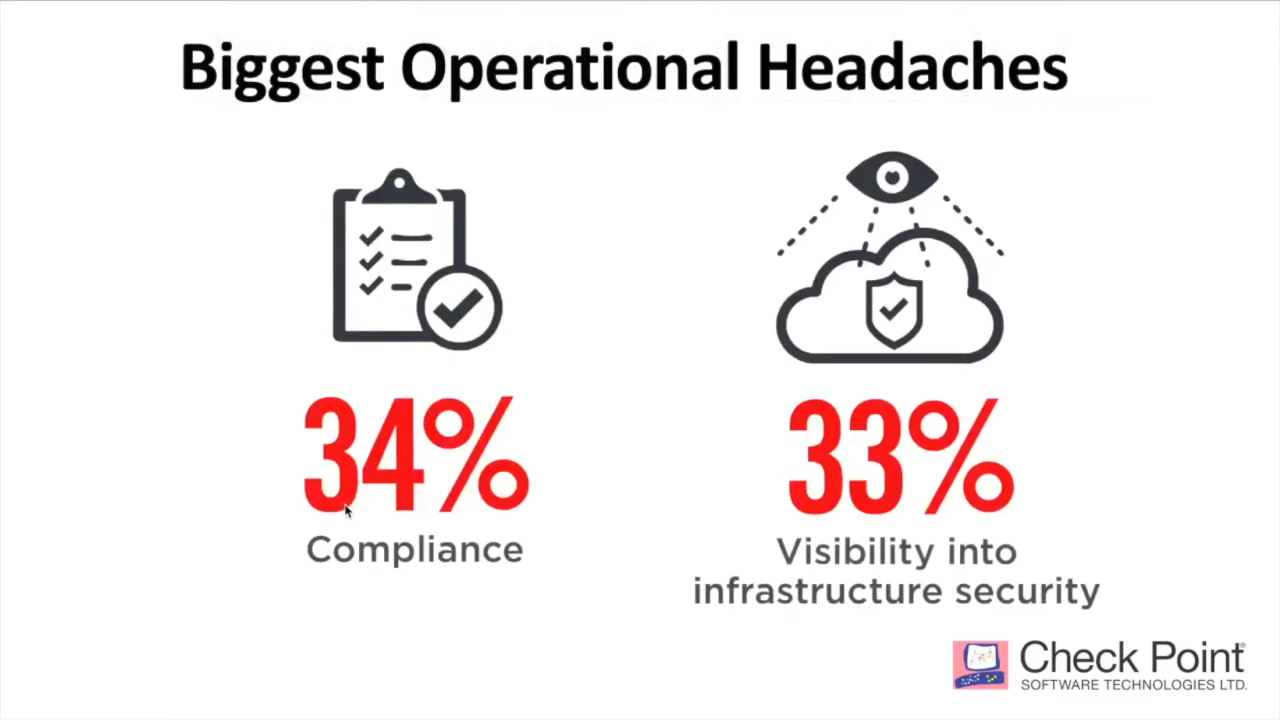 Biggest Operational Headaches
34%
Compliance
33%
Visibility into
infrastructure security
Check Point®
SOFTWARE TECHNOLOGIES LTD.